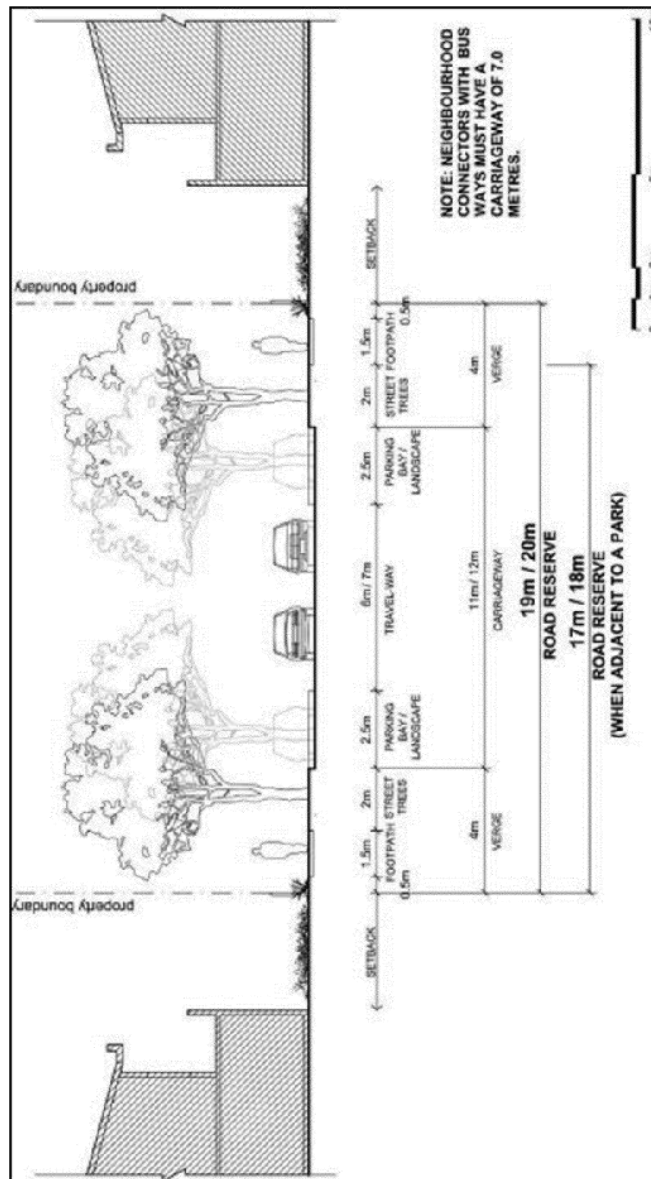 property boundary
property boundary
SETBACK
0.5m
1.5m
FOOTPATH
2m
STREET
TREES
2.5m
PARKING
BAY /
LANDSCAPE
6m / 7m
TRAVEL-WAY
2.5m
PARKING
BAY /
LANDSCAPE
2m
STREET
TREES
1.5m
FOOTPATH
0.5m
SETBACK
4m
VERGE
11m / 12m
CARRIAGEWAY
4m
VERGE
19m / 20m
ROAD RESERVE
17m / 18m
ROAD RESERVE
(WHEN ADJACENT TO A PARK)
NOTE: NEIGHBOURHOOD
CONNECTORS WITH BUS
WAYS MUST HAVE A
CARRIAGEWAY OF 7.0
METRES.